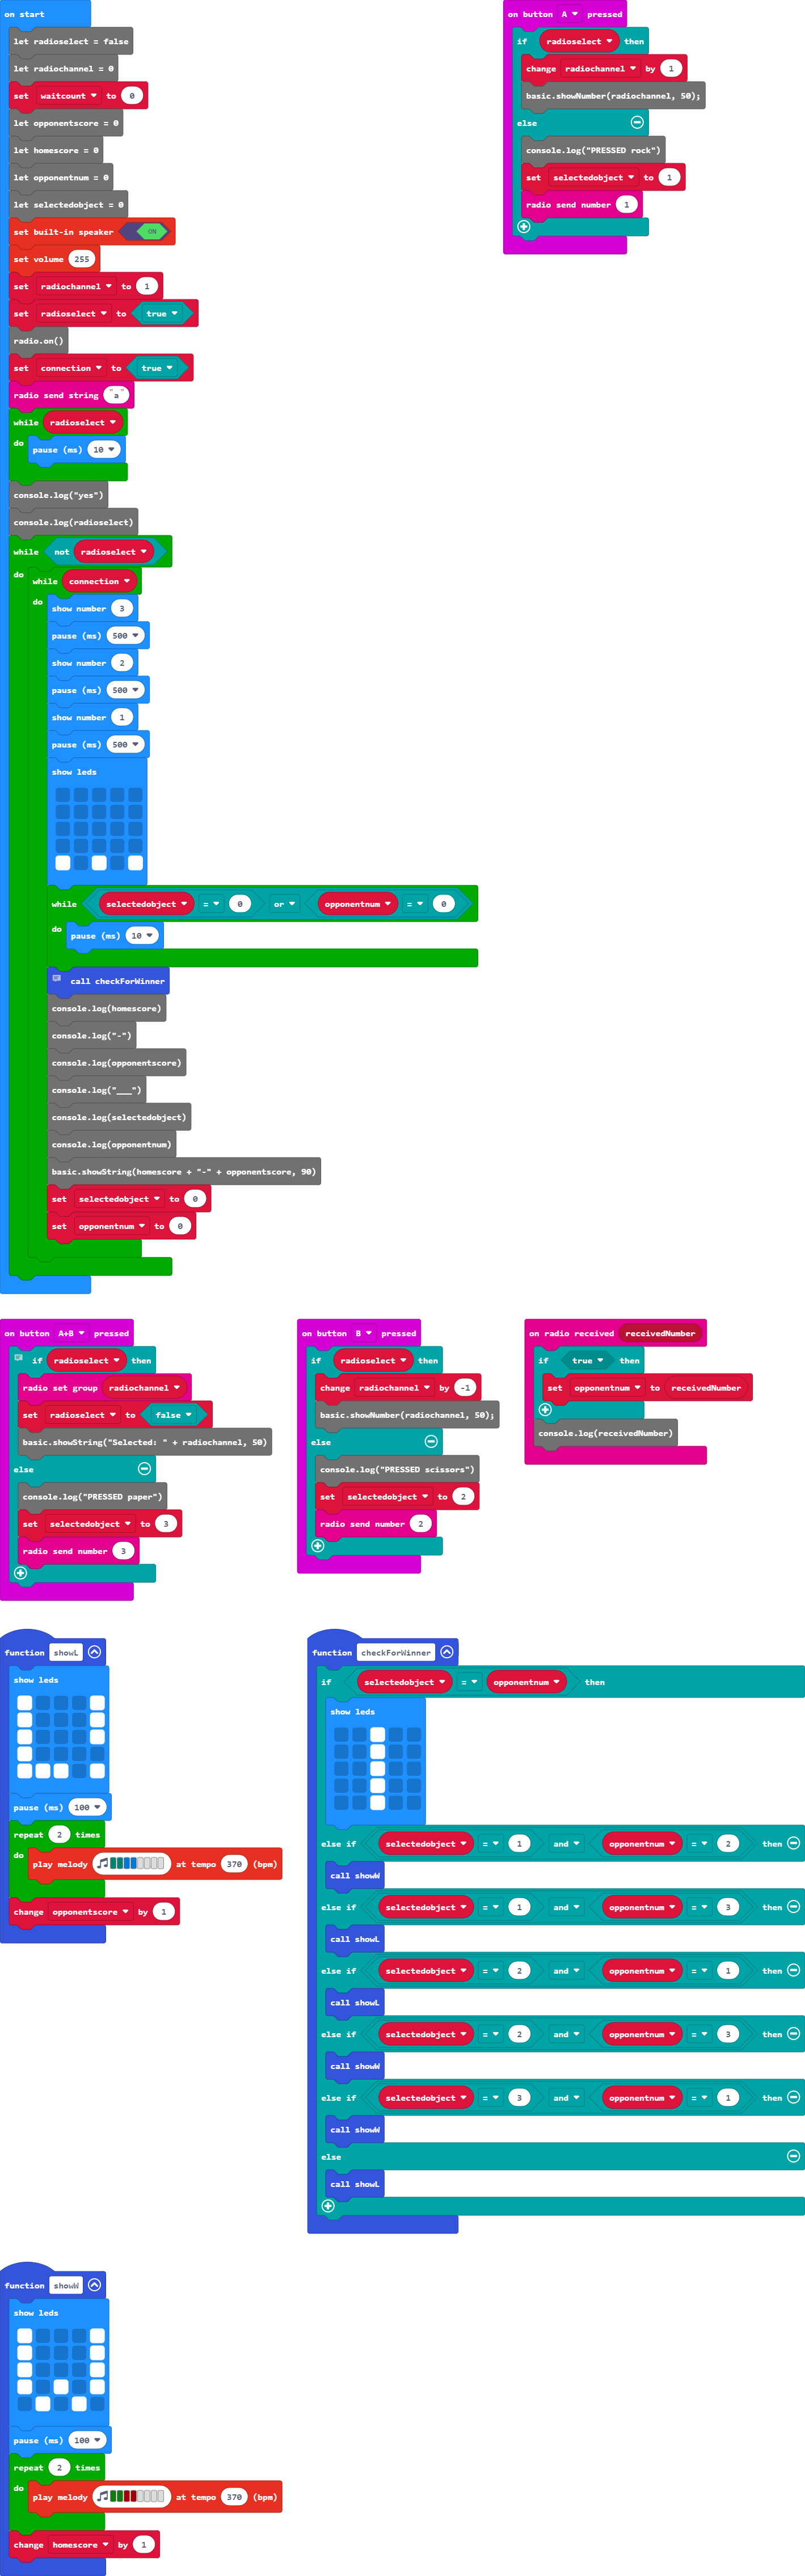 on start
let radioselect = false
let radiochannel = 0
set waitcount to 0
let opponentscore = 0
let homescore = 0
let opponentnum = 0
let selectedobject = 0
set built-in speaker ON
set volume 255
set radiochannel to 1
set radioselect to true
radio.on()
set connection to true
radio send string "a"
while radioselect
do pause (ms) 10
console.log("yes")
console.log(radioselect)
while not radioselect
do while connection
do show number 3
pause (ms) 500
show number 2
pause (ms) 500
show number 1
pause (ms) 500
show leds
while selectedobject = 0 or opponentnum = 0
do pause (ms) 10
call checkForWinner
console.log(homescore)
console.log("-")
console.log(opponentscore)
console.log("___")
console.log(selectedobject)
console.log(opponentnum)
basic.showString(homescore + "-" + opponentscore, 90)
set selectedobject to 0
set opponentnum to 0
on button A pressed
if radioselect then
change radiochannel by 1
basic.showNumber(radiochannel, 50);
else
console.log("PRESSED rock")
set selectedobject to 1
radio send number 1
on button A+B pressed
if radioselect then
radio set group radiochannel
set radioselect to false
basic.showString("Selected: " + radiochannel, 50)
else
console.log("PRESSED paper")
set selectedobject to 3
radio send number 3
on button B pressed
if radioselect then
change radiochannel by -1
basic.showNumber(radiochannel, 50);
else
console.log("PRESSED scissors")
set selectedobject to 2
radio send number 2
on radio received receivedNumber
if true then
set opponentnum to receivedNumber
console.log(receivedNumber)
function showL
show leds
pause (ms) 100
repeat 2 times
do play melody at tempo 370 (bpm)
change opponentscore by 1
function checkForWinner
if selectedobject = opponentnum then
show leds
else if selectedobject = 1 and opponentnum = 2 then
call showW
else if selectedobject = 1 and opponentnum = 3 then
call showL
else if selectedobject = 2 and opponentnum = 1 then
call showL
else if selectedobject = 2 and opponentnum = 3 then
call showW
else if selectedobject = 3 and opponentnum = 1 then
call showW
else
call showL
function showW
show leds
pause (ms) 100
repeat 2 times
do play melody at tempo 370 (bpm)
change homescore by 1